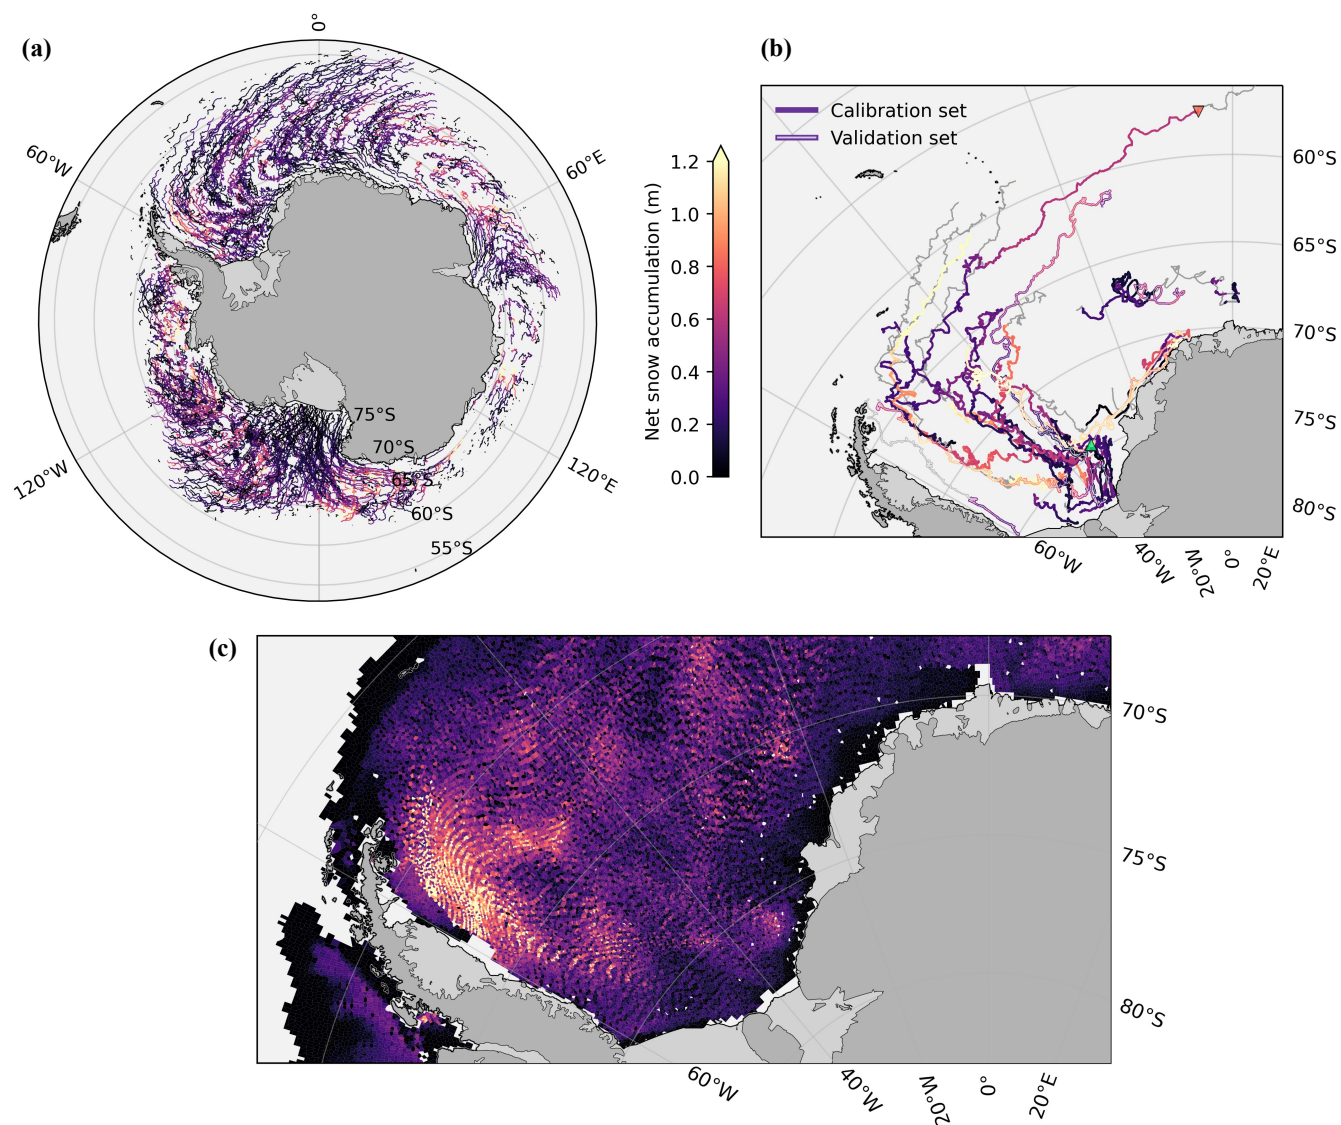 (a)
0°
60°W
60°E
120°W
120°E
75°S
70°S
65°S
60°S
55°S
Net snow accumulation (m)
1.2
1.0
0.8
0.6
0.4
0.2
0.0
(b)
Calibration set
Validation set
60°S
65°S
70°S
75°S
80°S
60°W
40°W
20°W
0°
20°E
(c)
70°S
75°S
80°S
60°W
40°W
20°W
0°
20°E